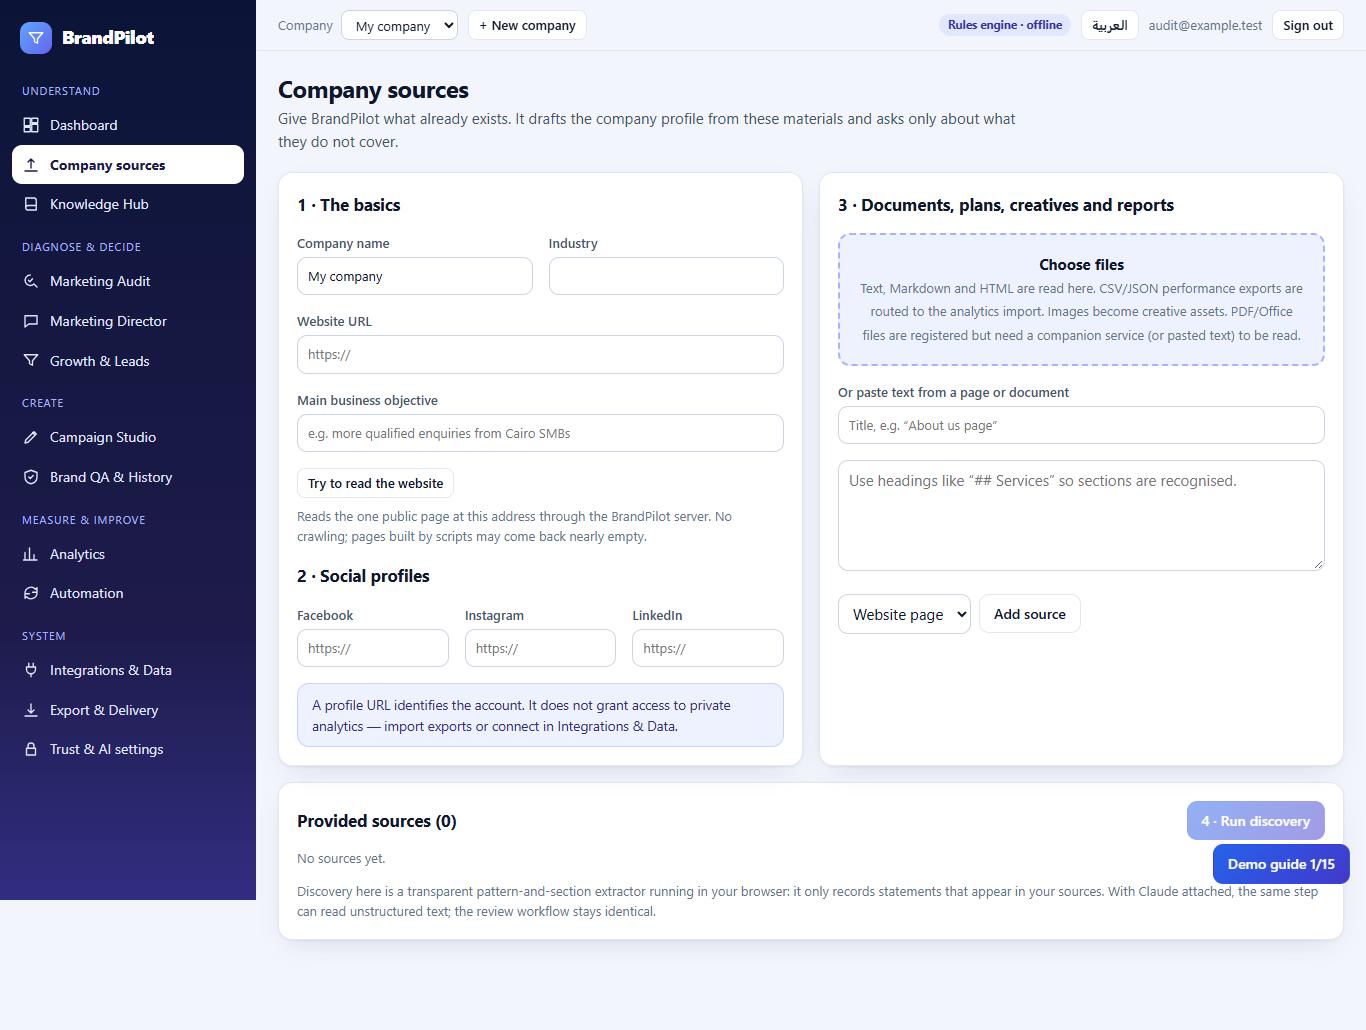 BrandPilot
UNDERSTAND
Dashboard
Company sources
Knowledge Hub
DIAGNOSE & DECIDE
Marketing Audit
Marketing Director
Growth & Leads
CREATE
Campaign Studio
Brand QA & History
MEASURE & IMPROVE
Analytics
Automation
SYSTEM
Integrations & Data
Export & Delivery
Trust & AI settings
Company
My company
+ New company
Rules engine · offline
العربية
audit@example.test
Sign out
Company sources
Give BrandPilot what already exists. It drafts the company profile from these materials and asks only about what
they do not cover.
1 · The basics
Company name
Industry
My company
Website URL
https://
Main business objective
e.g. more qualified enquiries from Cairo SMBs
Try to read the website
Reads the one public page at this address through the BrandPilot server. No
crawling; pages built by scripts may come back nearly empty.
2 · Social profiles
Facebook
Instagram
LinkedIn
https://
https://
https://
A profile URL identifies the account. It does not grant access to private
analytics — import exports or connect in Integrations & Data.
3 · Documents, plans, creatives and reports
Choose files
Text, Markdown and HTML are read here. CSV/JSON performance exports are
routed to the analytics import. Images become creative assets. PDF/Office
files are registered but need a companion service (or pasted text) to be read.
Or paste text from a page or document
Title, e.g. “About us page”
Use headings like “## Services” so sections are recognised.
Website page
Add source
Provided sources (0)
4 · Run discovery
No sources yet.
Demo guide 1/15
Discovery here is a transparent pattern-and-section extractor running in your browser: it only records statements that appear in your sources. With Claude attached, the same step
can read unstructured text; the review workflow stays identical.